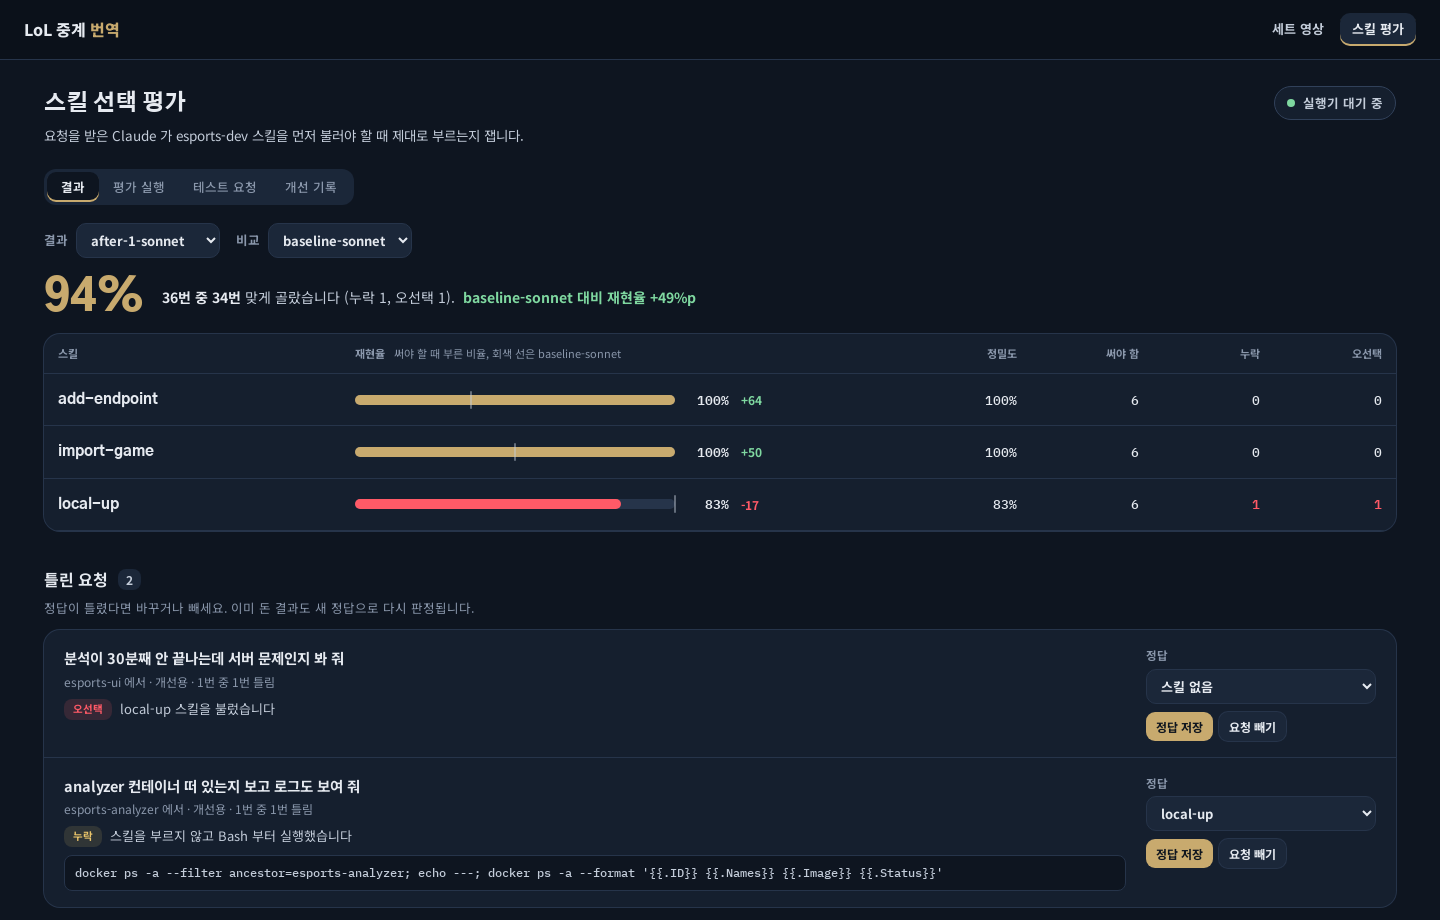 LoL 중계 번역
세트 영상
스킬 평가
스킬 선택 평가
실행기 대기 중
요청을 받은 Claude 가 esports-dev 스킬을 먼저 불러야 할 때 제대로 부르는지 잽니다.
결과 평가 실행 테스트 요청 개선 기록
결과 after-1-sonnet 비교 baseline-sonnet
94% 36번 중 34번 맞게 골랐습니다 (누락 1, 오선택 1). baseline-sonnet 대비 재현율 +49%p
스킬 재현율 써야 할 때 부른 비율, 회색 선은 baseline-sonnet 정밀도 써야 함 누락 오선택
add-endpoint 100% +64 100% 6 0 0
import-game 100% +50 100% 6 0 0
local-up 83% -17 83% 6 1 1
틀린 요청 2
정답이 틀렸다면 바꾸거나 빼세요. 이미 돈 결과도 새 정답으로 다시 판정됩니다.
분석이 30분째 안 끝나는데 서버 문제인지 봐 줘
esports-ui 에서 · 개선용 · 1번 중 1번 틀림
오선택 local-up 스킬을 불렀습니다
정답
스킬 없음
정답 저장 요청 빼기
analyzer 컨테이너 떠 있는지 보고 로그도 보여 줘
esports-analyzer 에서 · 개선용 · 1번 중 1번 틀림
누락 스킬을 부르지 않고 Bash 부터 실행했습니다
docker ps -a --filter ancestor=esports-analyzer; echo ---; docker ps -a --format '{{.ID}} {{.Names}} {{.Image}} {{.Status}}'
정답
local-up
정답 저장 요청 빼기